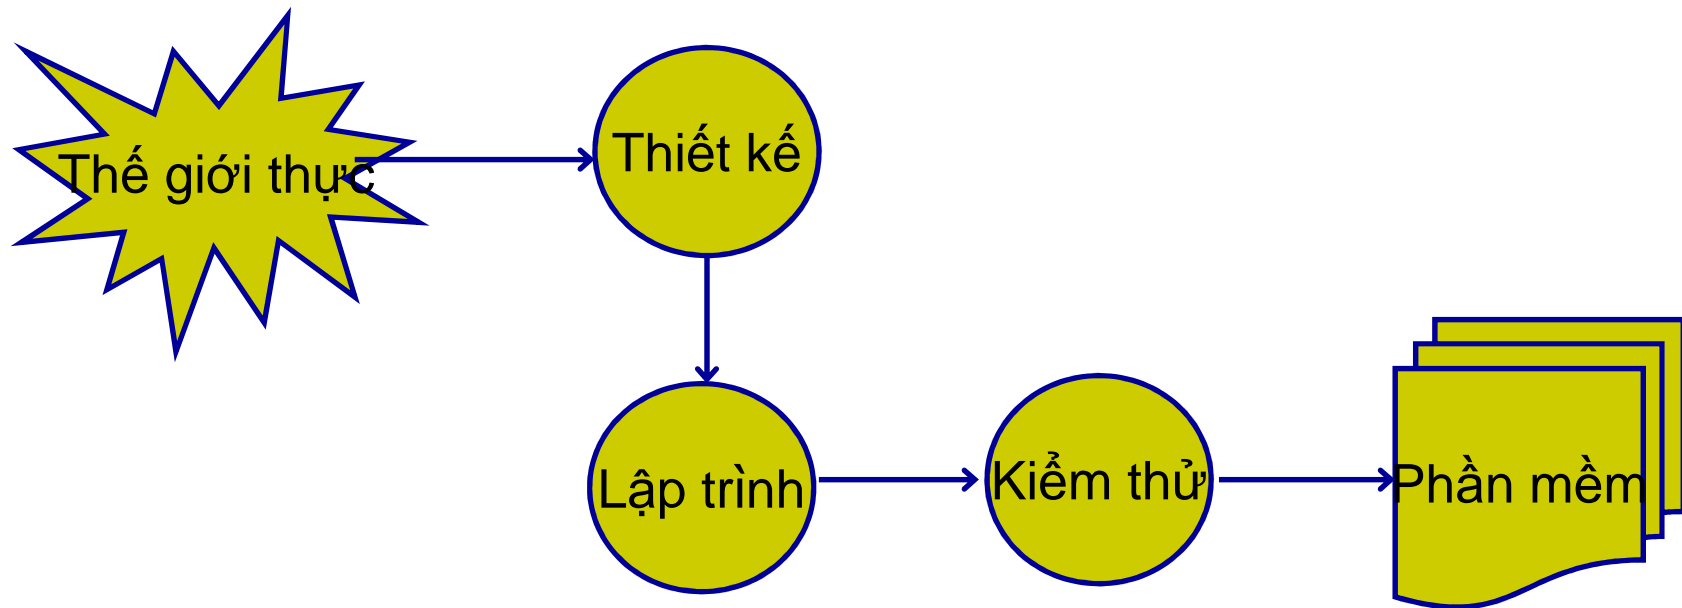 Thế giới thực
Thiết kế
Lập trình
Kiểm thử
Phần mềm